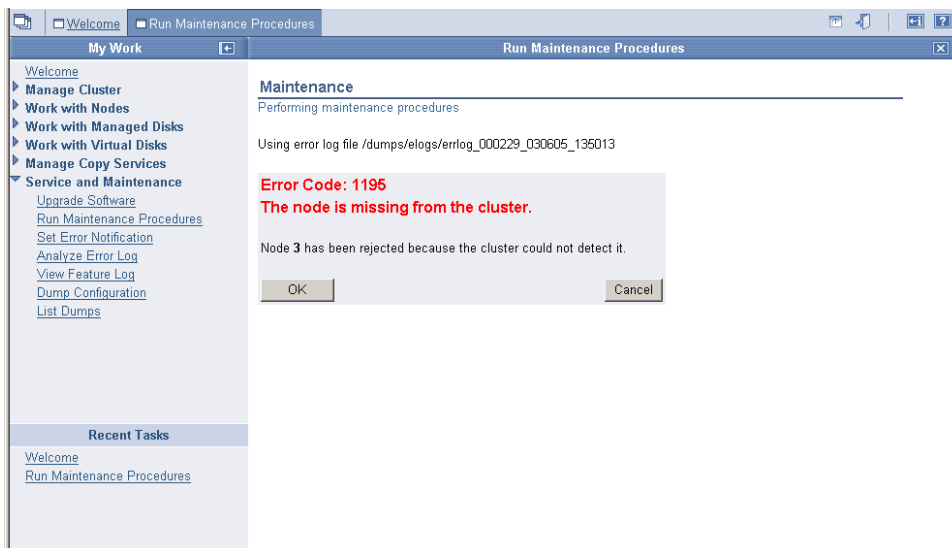 Welcome
Run Maintenance Procedures
My Work
Run Maintenance Procedures
Welcome
Manage Cluster
Work with Nodes
Work with Managed Disks
Work with Virtual Disks
Manage Copy Services
Service and Maintenance
Upgrade Software
Run Maintenance Procedures
Set Error Notification
Analyze Error Log
View Feature Log
Dump Configuration
List Dumps
Recent Tasks
Welcome
Run Maintenance Procedures
Maintenance
Performing maintenance procedures
Using error log file /dumps/elogs/errlog_000229_030605_135013
Error Code: 1195
The node is missing from the cluster.
Node 3 has been rejected because the cluster could not detect it.
OK
Cancel